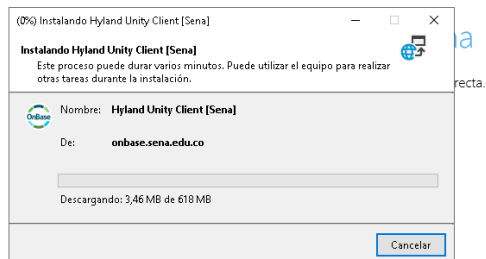 (0%) Instalando Hyland Unity Client [Sena]
Instalando Hyland Unity Client [Sena]
Este proceso puede durar varios minutos. Puede utilizar el equipo para realizar
otras tareas durante la instalación.
OnBase
Nombre: Hyland Unity Client [Sena]
De: onbase.sena.edu.co
Descargando: 3,46 MB de 618 MB
Cancelar
a
recta.